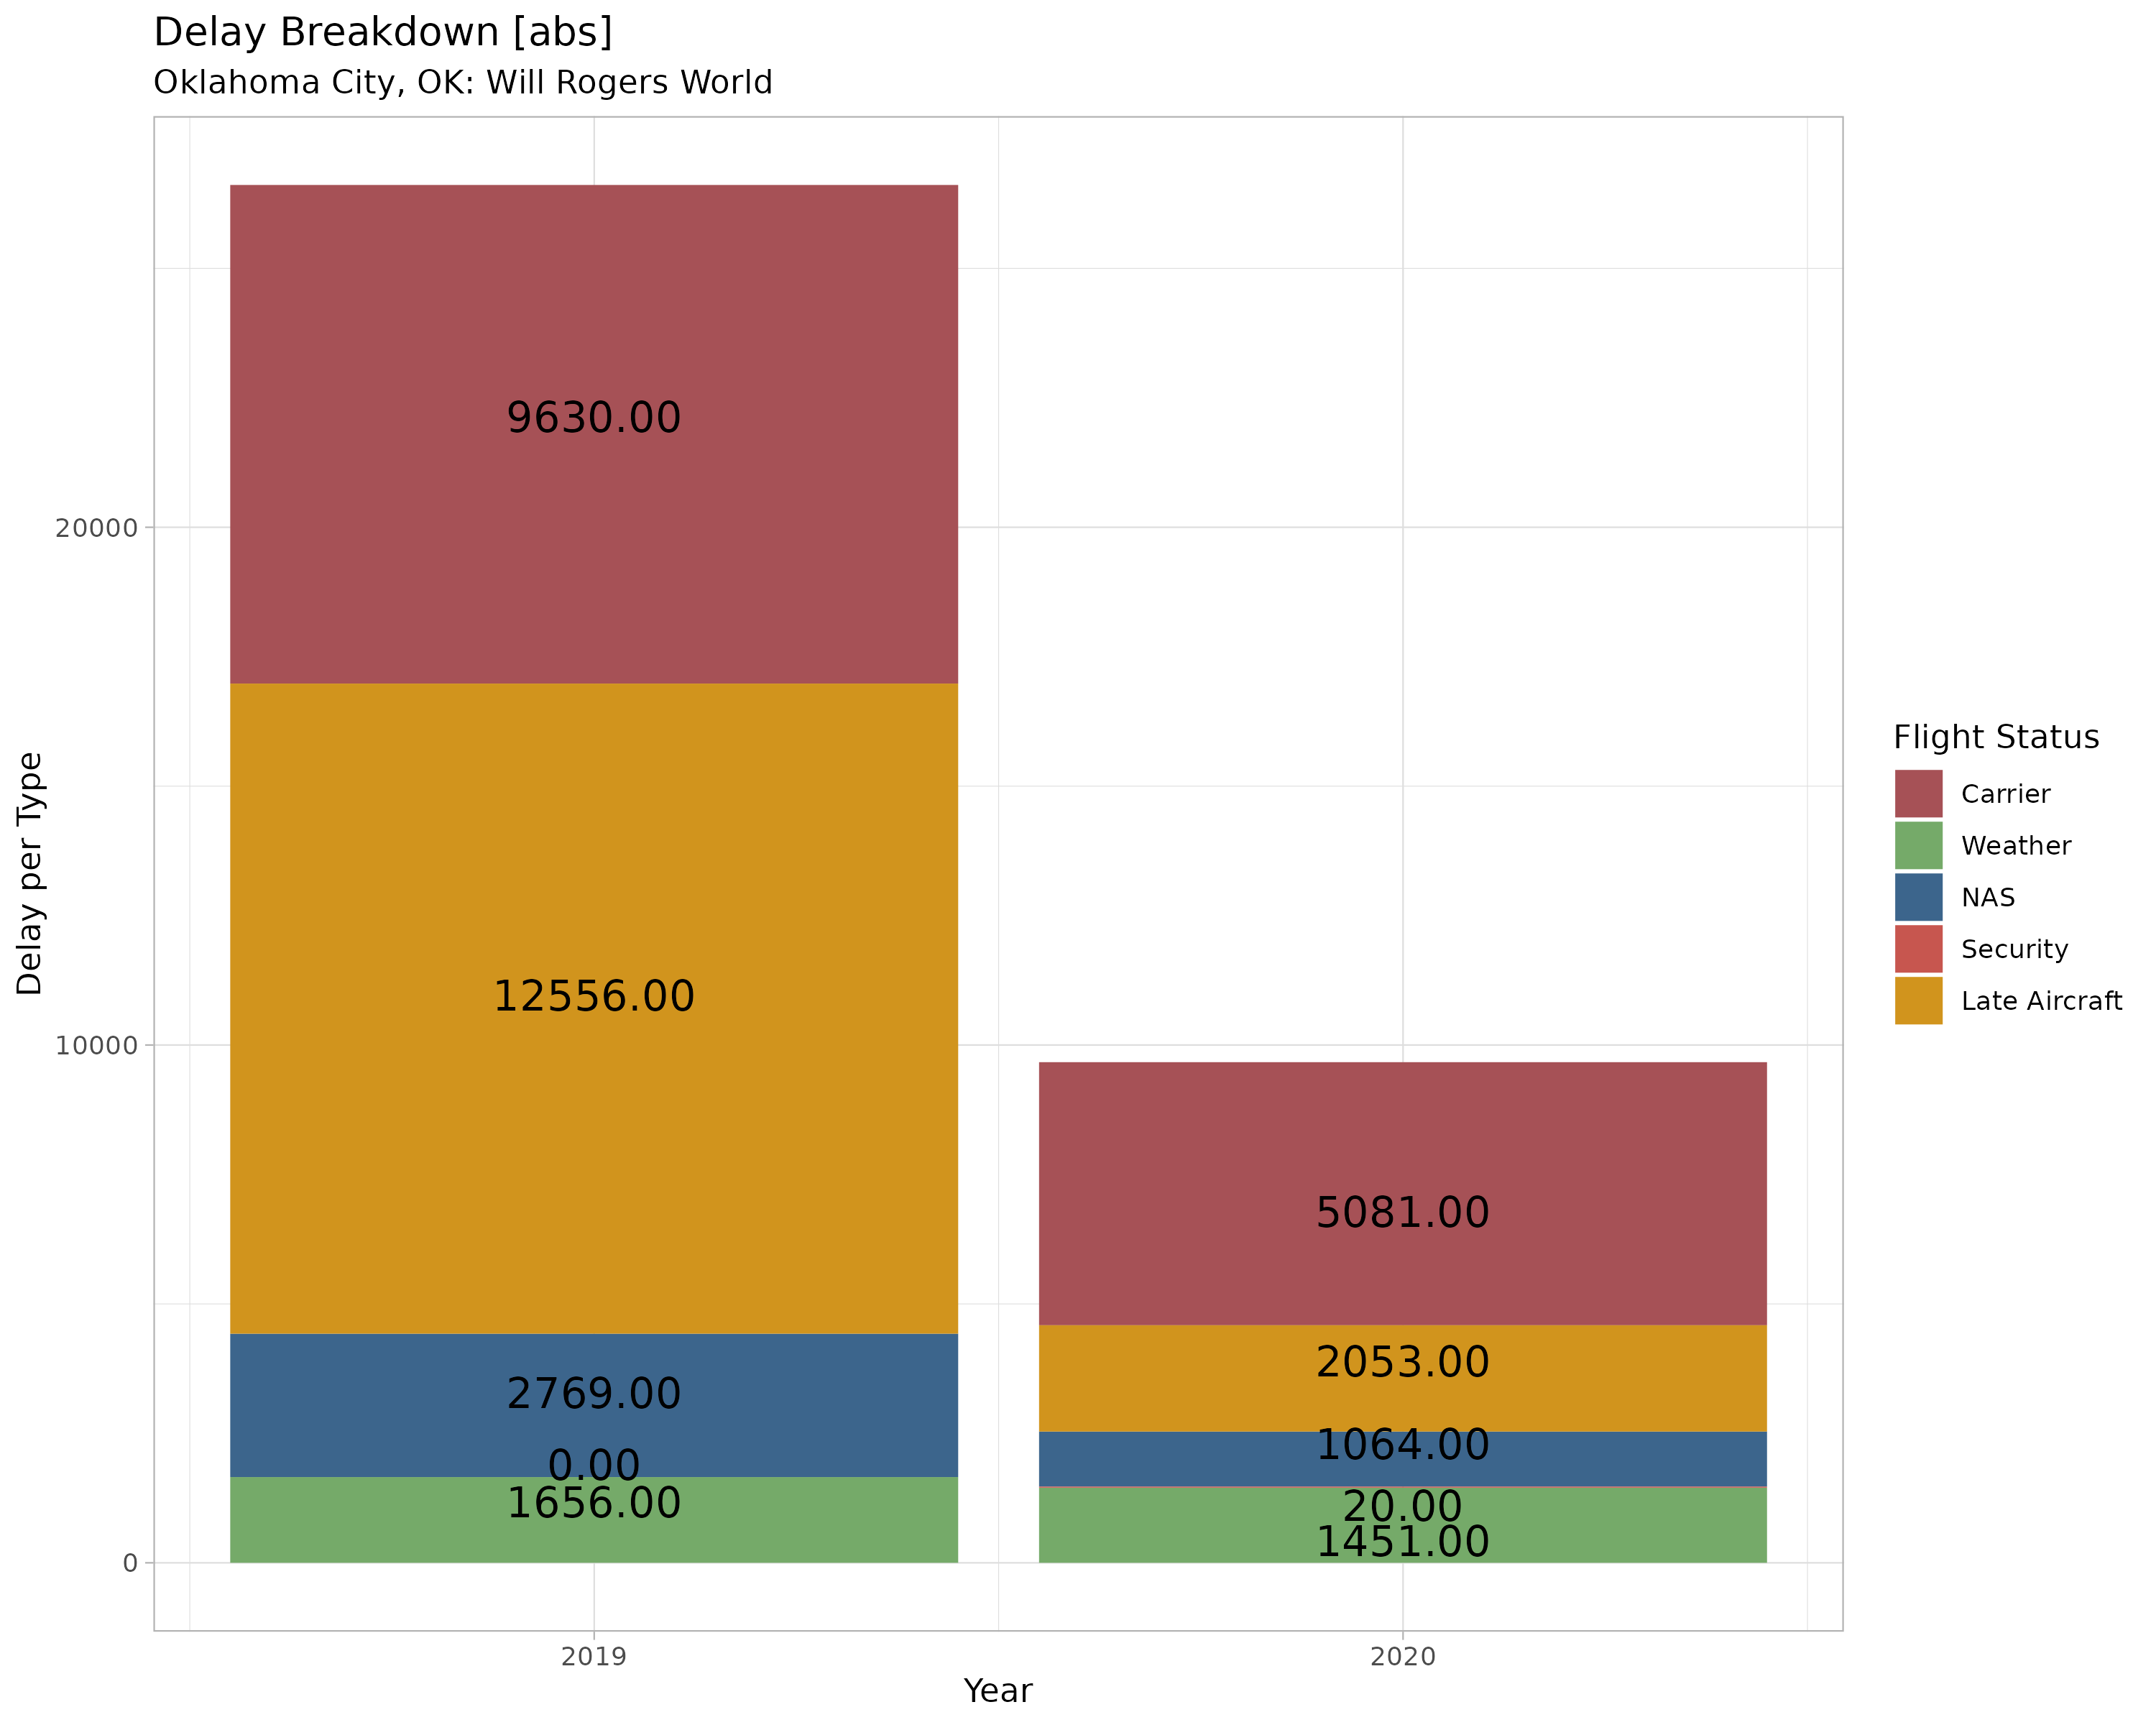 Delay Breakdown [abs]
Oklahoma City, OK: Will Rogers World
Delay per Type
20000
10000
0
9630.00
12556.00
2769.00
0.00
1656.00
5081.00
2053.00
1064.00
20.00
1451.00
2019
2020
Year
Flight Status
Carrier
Weather
NAS
Security
Late Aircraft